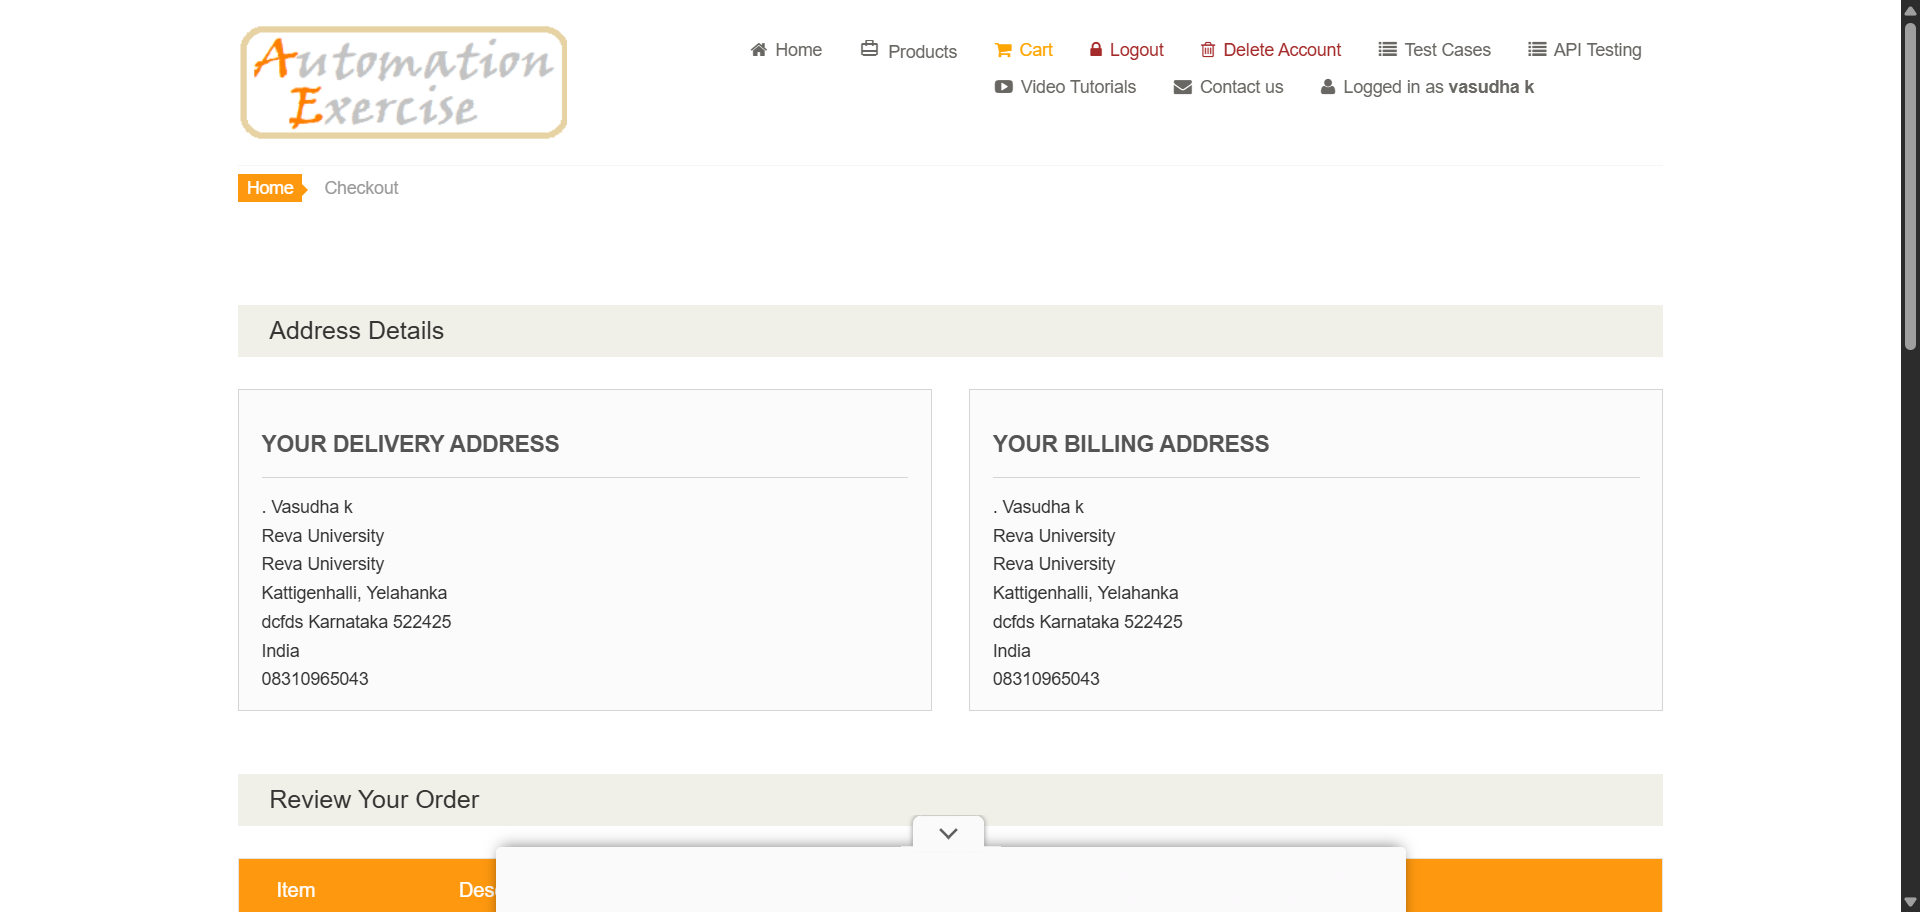 Automation
Exercise
Home
Products
Cart
Logout
Delete Account
Test Cases
API Testing
Video Tutorials
Contact us
Logged in as vasudha k
Home
Checkout
Address Details
YOUR DELIVERY ADDRESS
. Vasudha k
Reva University
Reva University
Kattigenhalli, Yelahanka
dcfds Karnataka 522425
India
08310965043
YOUR BILLING ADDRESS
. Vasudha k
Reva University
Reva University
Kattigenhalli, Yelahanka
dcfds Karnataka 522425
India
08310965043
Review Your Order
Item